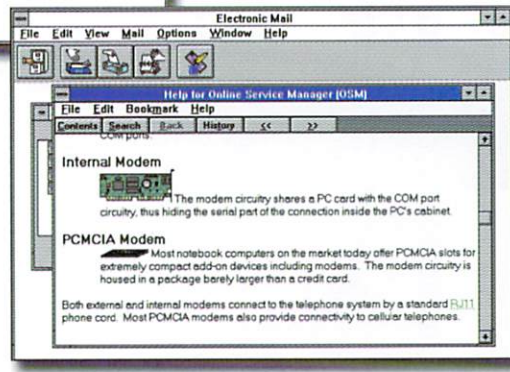 Electronic Mail
File Edit View Mail Options Window Help
Help for Online Service Manager (OSM)
File Edit Bookmark Help
Contents Search Back History << >>
COM ports.
Internal Modem
The modem circuitry shares a PC card with the COM port
circuitry, thus hiding the serial part of the connection inside the PC's cabinet.
PCMCIA Modem
Most notebook computers on the market today offer PCMCIA slots for
extremely compact add-on devices including modems. The modem circuitry is
housed in a package barely larger than a credit card.
Both external and internal modems connect to the telephone system by a standard RJ11
phone cord. Most PCMCIA modems also provide connectivity to cellular telephones.